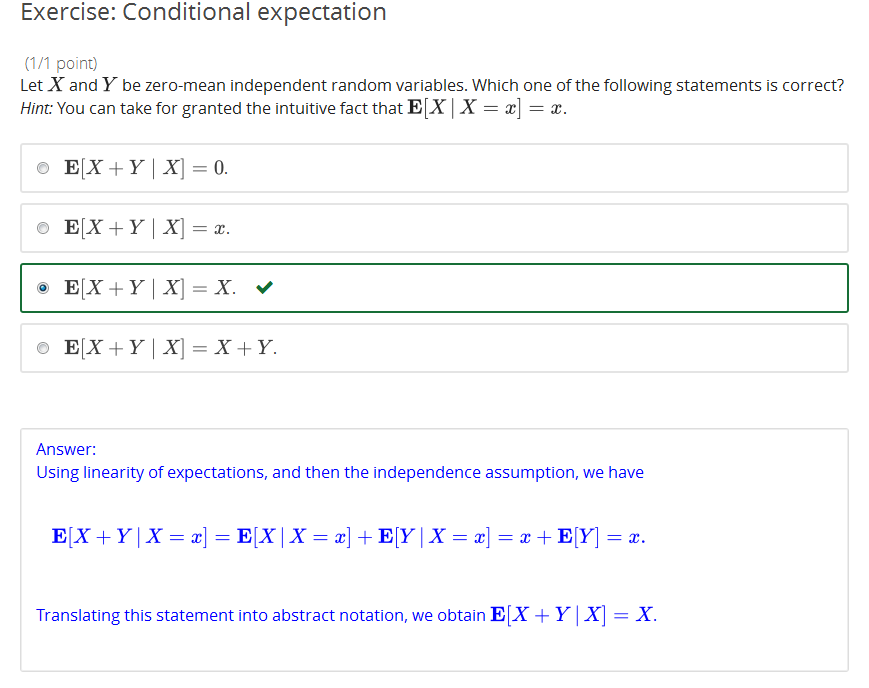 Exercise: Conditional expectation
(1/1 point)
Let X and Y be zero-mean independent random variables. Which one of the following statements is correct?
Hint: You can take for granted the intuitive fact that E[X | X = x] = x.
E[X + Y | X] = 0.
E[X + Y | X] = x.
E[X + Y | X] = X. ✔
E[X + Y | X] = X + Y.
Answer:
Using linearity of expectations, and then the independence assumption, we have
E[X + Y | X = x] = E[X | X = x] + E[Y | X = x] = x + E[Y] = x.
Translating this statement into abstract notation, we obtain E[X + Y | X] = X.